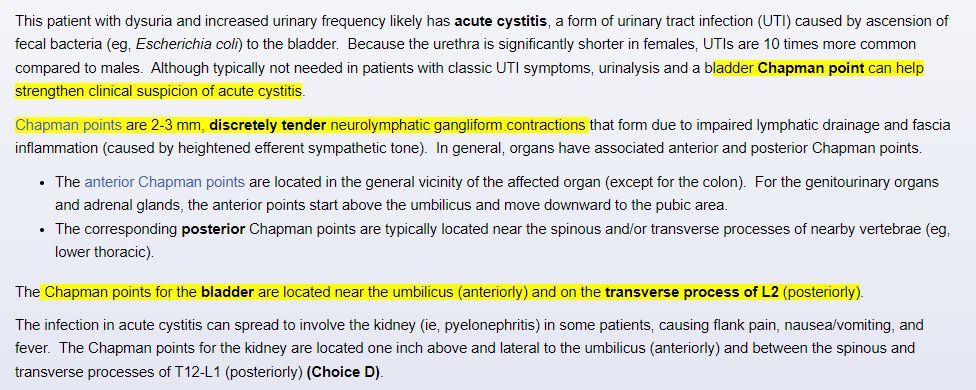 This patient with dysuria and increased urinary frequency likely has acute cystitis, a form of urinary tract infection (UTI) caused by ascension of
fecal bacteria (eg, Escherichia coli) to the bladder. Because the urethra is significantly shorter in females, UTIs are 10 times more common
compared to males. Although typically not needed in patients with classic UTI symptoms, urinalysis and a bladder Chapman point can help
strengthen clinical suspicion of acute cystitis.
Chapman points are 2-3 mm, discretely tender neurolymphatic gangliform contractions that form due to impaired lymphatic drainage and fascia
inflammation (caused by heightened efferent sympathetic tone). In general, organs have associated anterior and posterior Chapman points.
• The anterior Chapman points are located in the general vicinity of the affected organ (except for the colon). For the genitourinary organs
and adrenal glands, the anterior points start above the umbilicus and move downward to the pubic area.
• The corresponding posterior Chapman points are typically located near the spinous and/or transverse processes of nearby vertebrae (eg,
lower thoracic).
The Chapman points for the bladder are located near the umbilicus (anteriorly) and on the transverse process of L2 (posteriorly).
The infection in acute cystitis can spread to involve the kidney (ie, pyelonephritis) in some patients, causing flank pain, nausea/vomiting, and
fever. The Chapman points for the kidney are located one inch above and lateral to the umbilicus (anteriorly) and between the spinous and
transverse processes of T12-L1 (posteriorly) (Choice D).